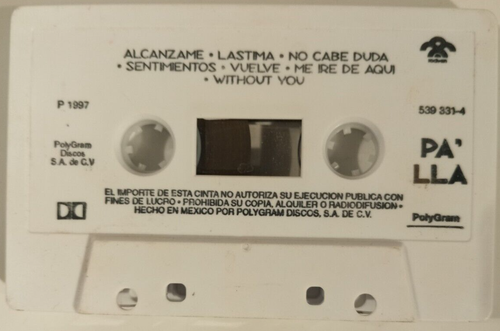 ALCANZAME • LASTIMA • NO CABE DUDA
• SENTIMIENTOS • VUELVE • ME IRE DE AQUI
• WITHOUT YOU
P 1997
539 331-4
PolyGram
Discos
S.A. de C.V
PA'
LLA
EL IMPORTE DE ESTA CINTA NO AUTORIZA SU EJECUCION PUBLICA CON
FINES DE LUCRO • PROHIBIDA SU COPIA, ALQUILER O RADIODIFUSION •
HECHO EN MEXICO POR POLYGRAM DISCOS, S.A. DE C.V.
PolyGram